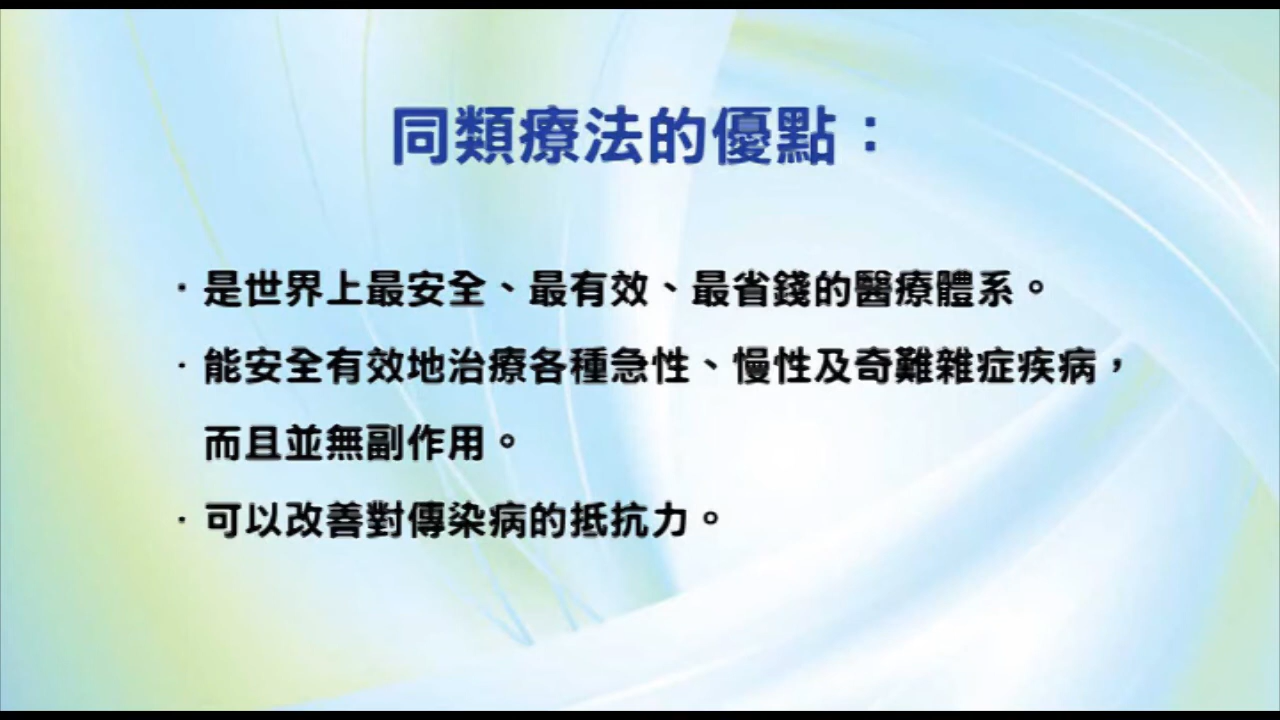 同類療法的優點：
·是世界上最安全、最有效、最省錢的醫療體系。
·能安全有效地治療各種急性、慢性及奇難雜症疾病，
而且並無副作用。
·可以改善對傳染病的抵抗力。